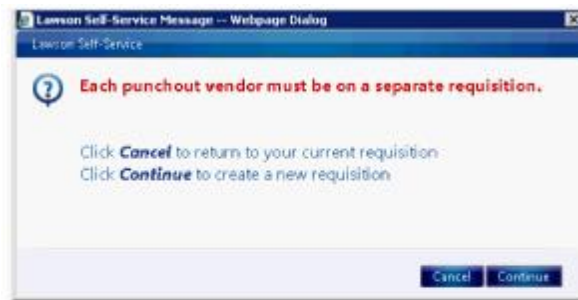 Lawson Self-Service Message -- Webpage Dialog
Lawson Self-Service
Each punchout vendor must be on a separate requisition.
Click Cancel to return to your current requisition
Click Continue to create a new requisition
Cancel Continue